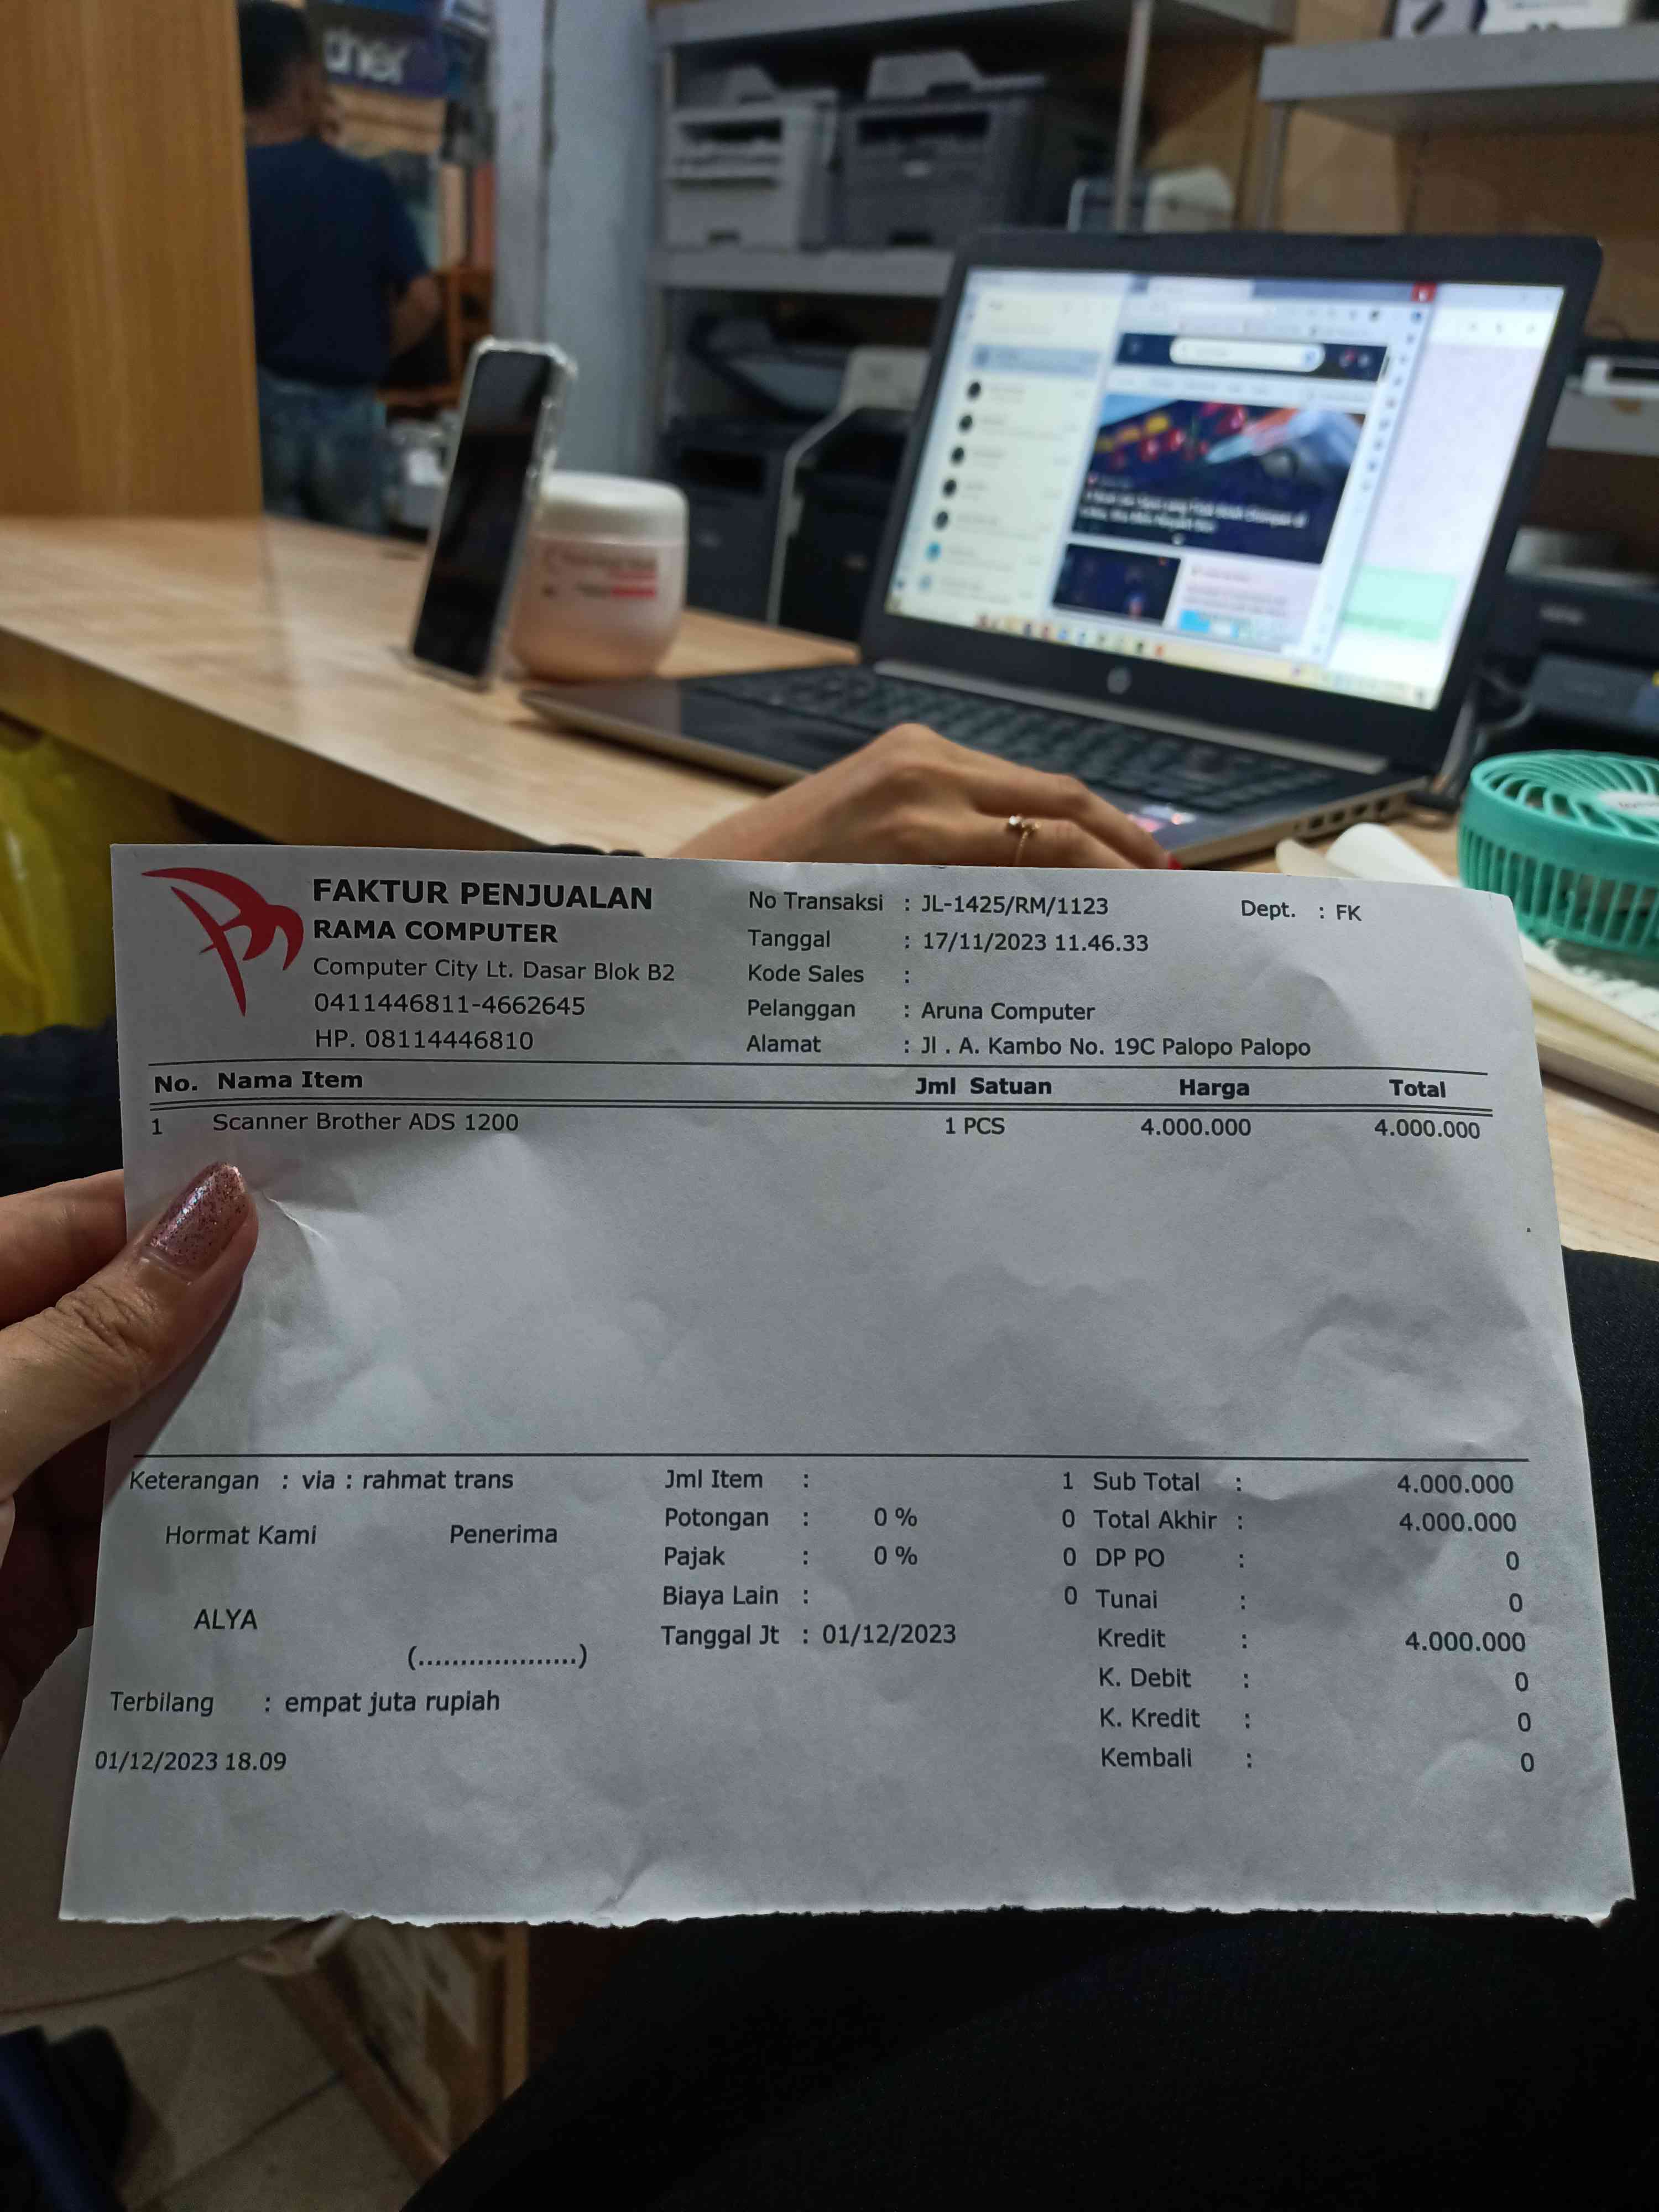 ther
FAKTUR PENJUALAN
RAMA COMPUTER
Computer City Lt. Dasar Blok B2
0411446811-4662645
HP. 08114446810
No Transaksi : JL-1425/RM/1123 Dept. : FK
Tanggal : 17/11/2023 11.46.33
Kode Sales :
Pelanggan : Aruna Computer
Alamat : Jl . A. Kambo No. 19C Palopo Palopo
No. Nama Item Jml Satuan Harga Total
1 Scanner Brother ADS 1200 1 PCS 4.000.000 4.000.000
Keterangan : via : rahmat trans
Hormat Kami Penerima
ALYA
(...................)
Terbilang : empat juta rupiah
01/12/2023 18.09
Jml Item : 1
Potongan : 0 % 0
Pajak : 0 % 0
Biaya Lain : 0
Tanggal Jt : 01/12/2023
Sub Total : 4.000.000
Total Akhir : 4.000.000
DP PO : 0
Tunai : 0
Kredit : 4.000.000
K. Debit : 0
K. Kredit : 0
Kembali : 0